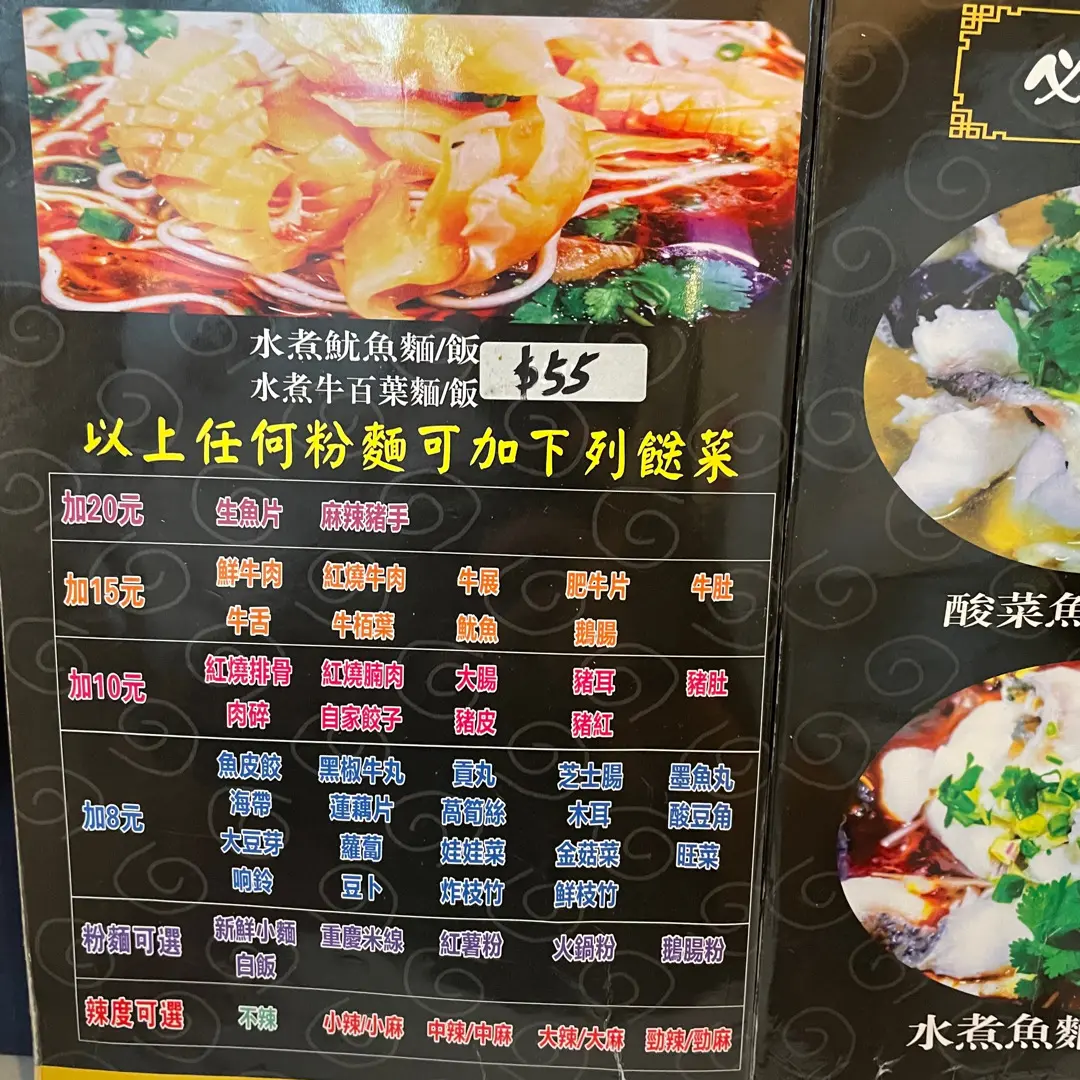 水煮魷魚麵/飯
水煮牛百葉麵/飯
$55
以上任何粉麵可加下列餸菜
加20元 生魚片 麻辣豬手
加15元 鮮牛肉 紅燒牛肉 牛展 肥牛片 牛肚
牛舌 牛栢葉 魷魚 鵝腸
加10元 紅燒排骨 紅燒腩肉 大腸 豬耳 豬肚
肉碎 自家餃子 豬皮 豬紅
加8元 魚皮餃 黑椒牛丸 貢丸 芝士腸 墨魚丸
海帶 蓮藕片 萵筍絲 木耳 酸豆角
大豆芽 蘿蔔 娃娃菜 金菇菜 旺菜
响鈴 豆卜 炸枝竹 鮮枝竹
粉麵可選 新鮮小麵 重慶米線 紅薯粉 火鍋粉 鵝腸粉
白飯
辣度可選 不辣 小辣/小麻 中辣/中麻 大辣/大麻 勁辣/勁麻
必
酸菜魚
水煮魚麵